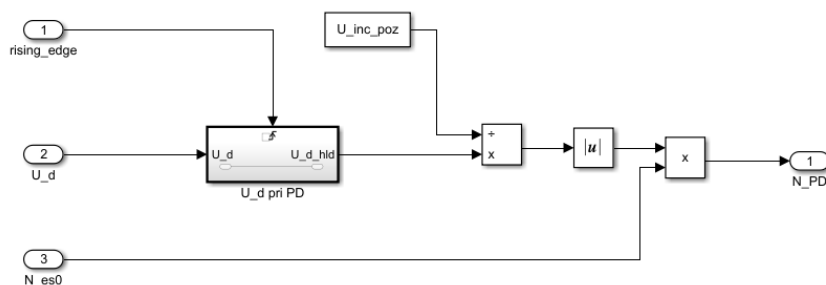 1
rising_edge
U_inc_poz
2
U_d
U_d
U_d_hld
U_d pri PD
÷
x
|u|
x
1
N_PD
3
N_es0